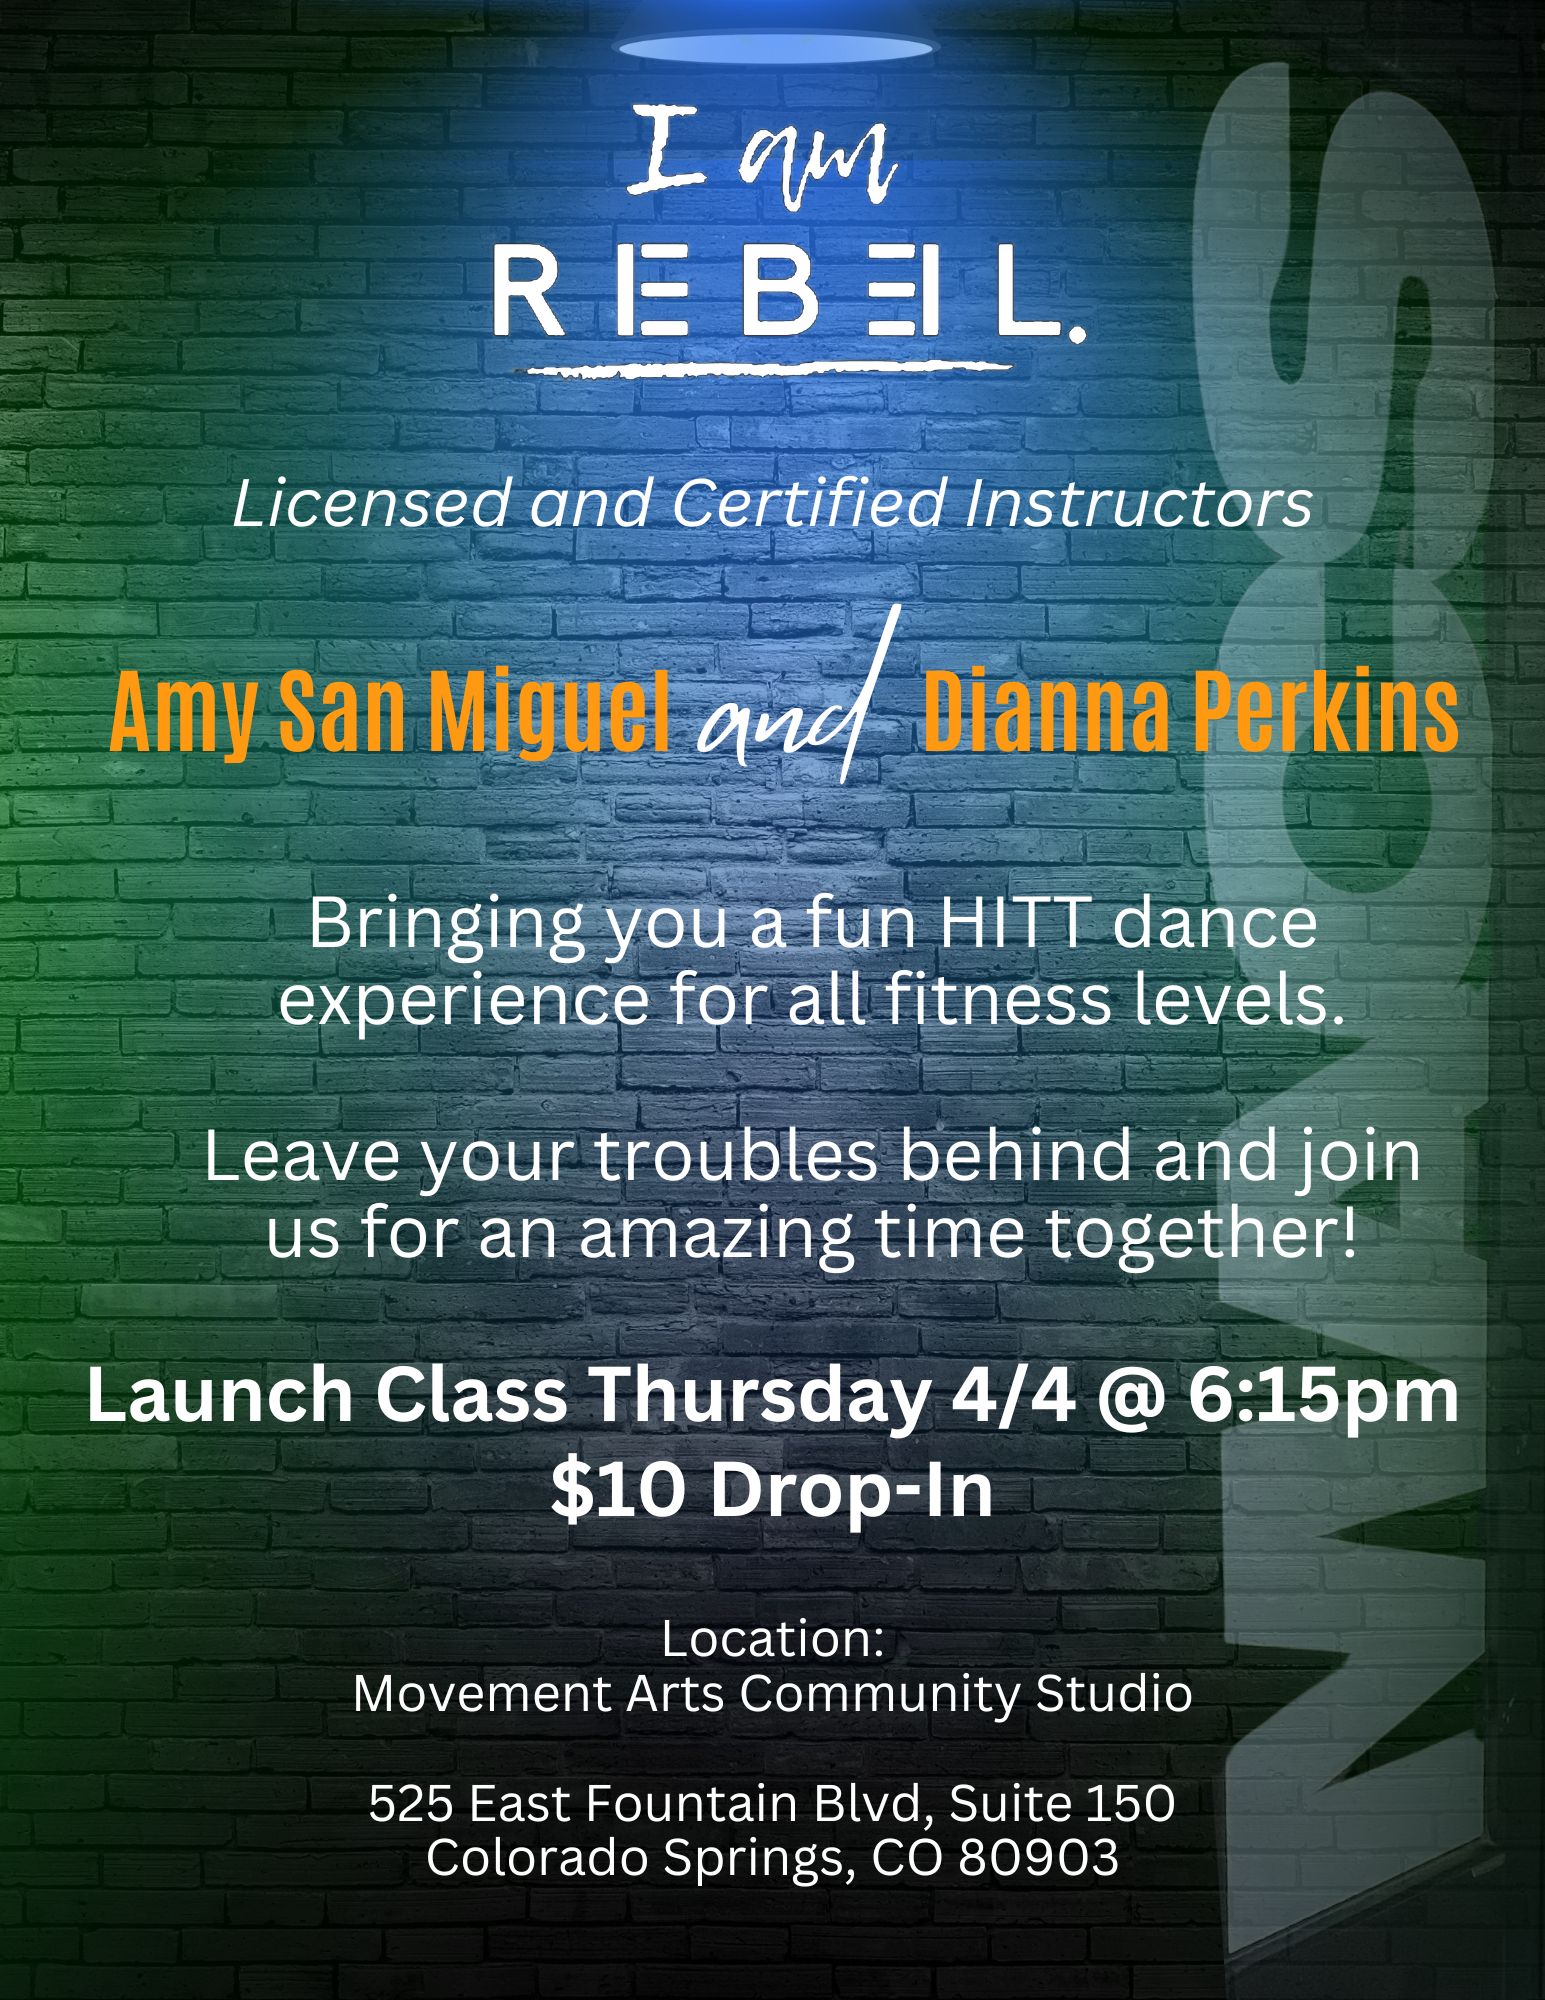 I am
REBEL.
Licensed and Certified Instructors
Amy San Miguel and Dianna Perkins
Bringing you a fun HITT dance
experience for all fitness levels.
Leave your troubles behind and join
us for an amazing time together!
Launch Class Thursday 4/4 @ 6:15pm
$10 Drop-In
Location:
Movement Arts Community Studio
525 East Fountain Blvd, Suite 150
Colorado Springs, CO 80903
MACS